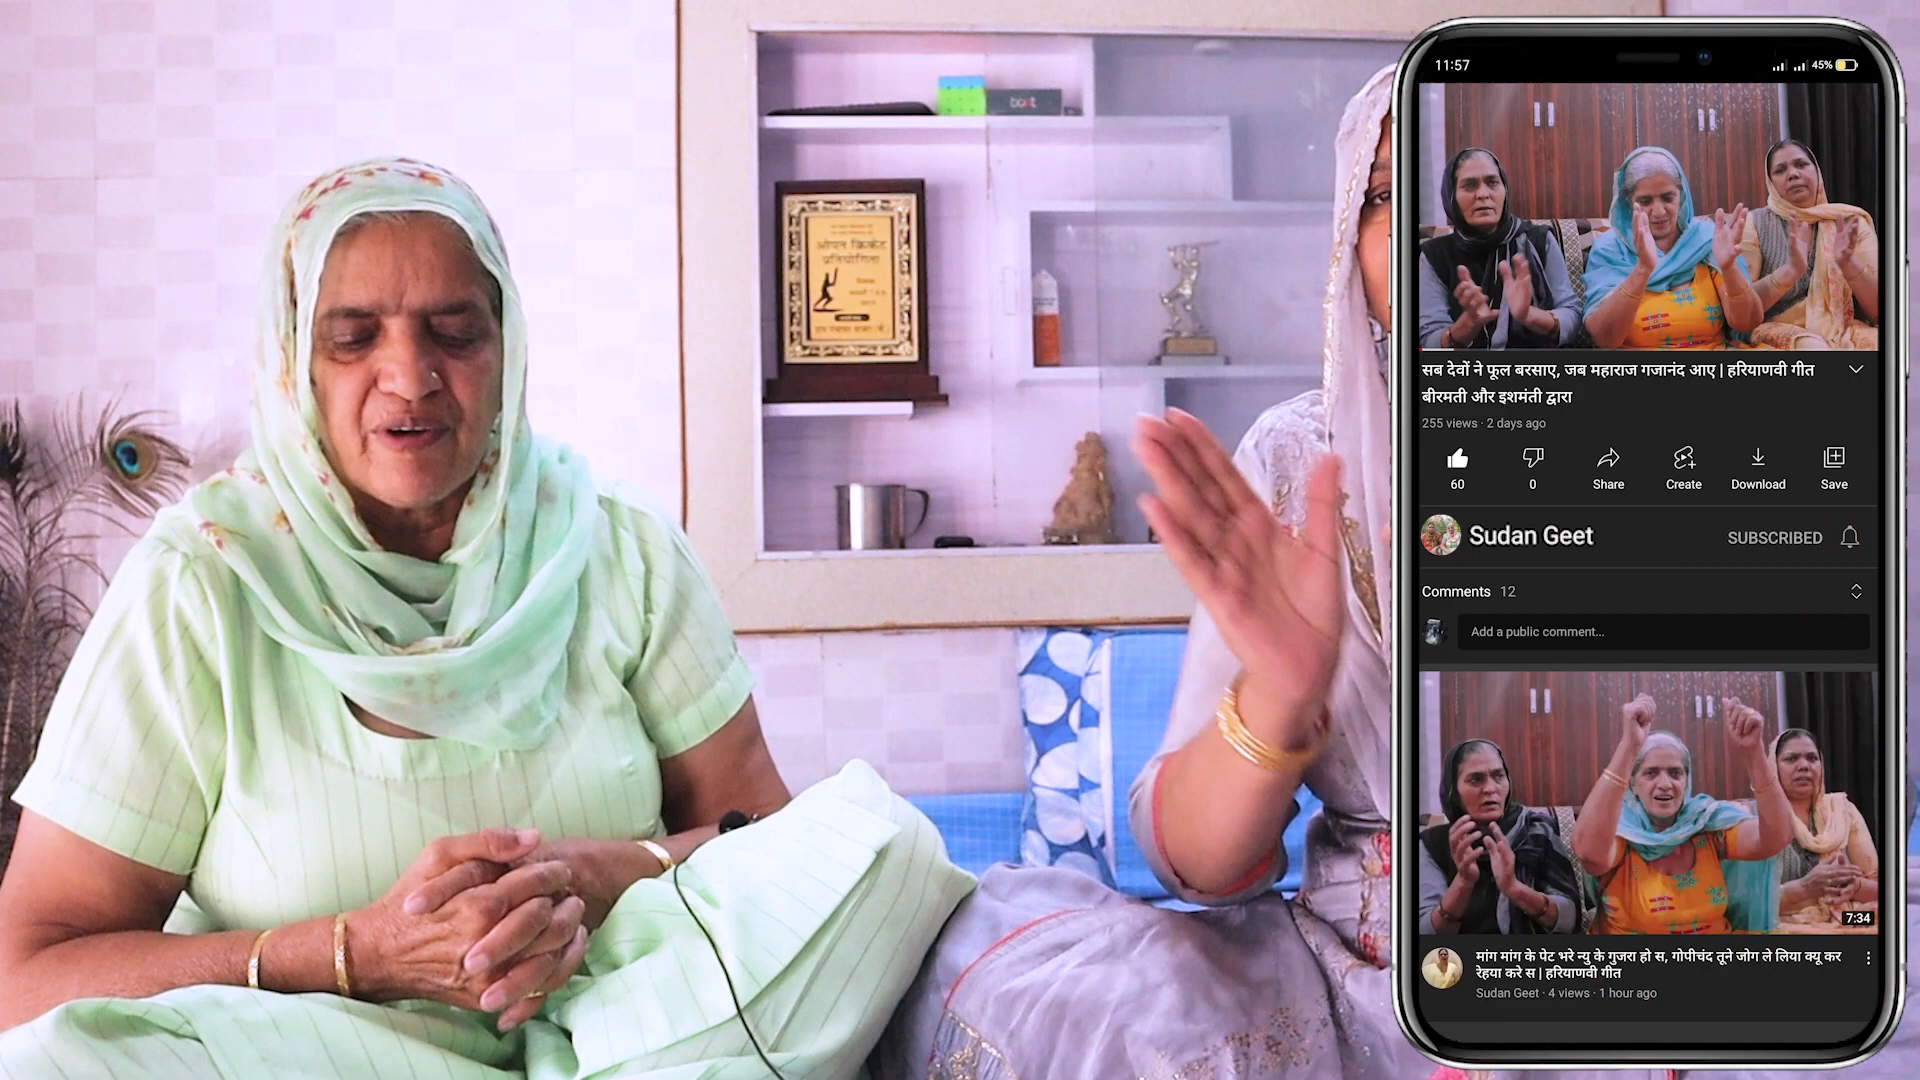 ओपन क्रिकेट
प्रतियोगिता
11:57
45%
सब देवों ने फूल बरसाए, जब महाराज गजानंद आए | हरियाणवी गीत
बीरमती और इशमंती द्वारा
255 views · 2 days ago
60
0
Share
Create
Download
Save
Sudan Geet
SUBSCRIBED
Comments 12
Add a public comment...
7:34
मांग मांग के पेट भरे न्यु के गुजरा हो स, गोपीचंद तूने जोग ले लिया क्यू कर
रेहया करे स | हरियाणवी गीत
Sudan Geet · 4 views · 1 hour ago